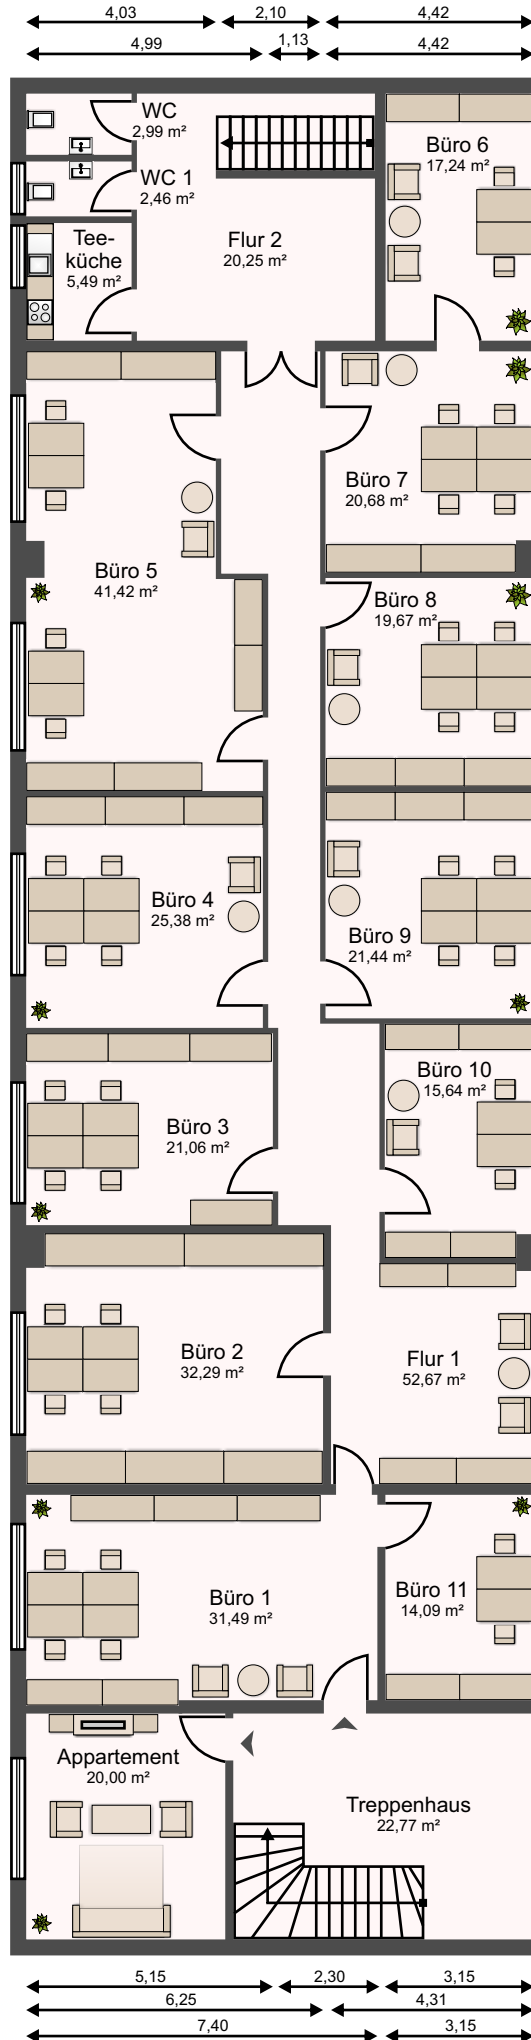 4,03 2,10 4,42
4,99 1,13 4,42
WC
2,99 m²
WC 1
2,46 m²
Tee-
küche
5,49 m²
Flur 2
20,25 m²
Büro 6
17,24 m²
Büro 7
20,68 m²
Büro 5
41,42 m²
Büro 8
19,67 m²
Büro 4
25,38 m²
Büro 9
21,44 m²
Büro 10
15,64 m²
Büro 3
21,06 m²
Büro 2
32,29 m²
Flur 1
52,67 m²
Büro 1
31,49 m²
Büro 11
14,09 m²
Appartement
20,00 m²
Treppenhaus
22,77 m²
5,15 2,30 3,15
6,25 4,31
7,40 3,15